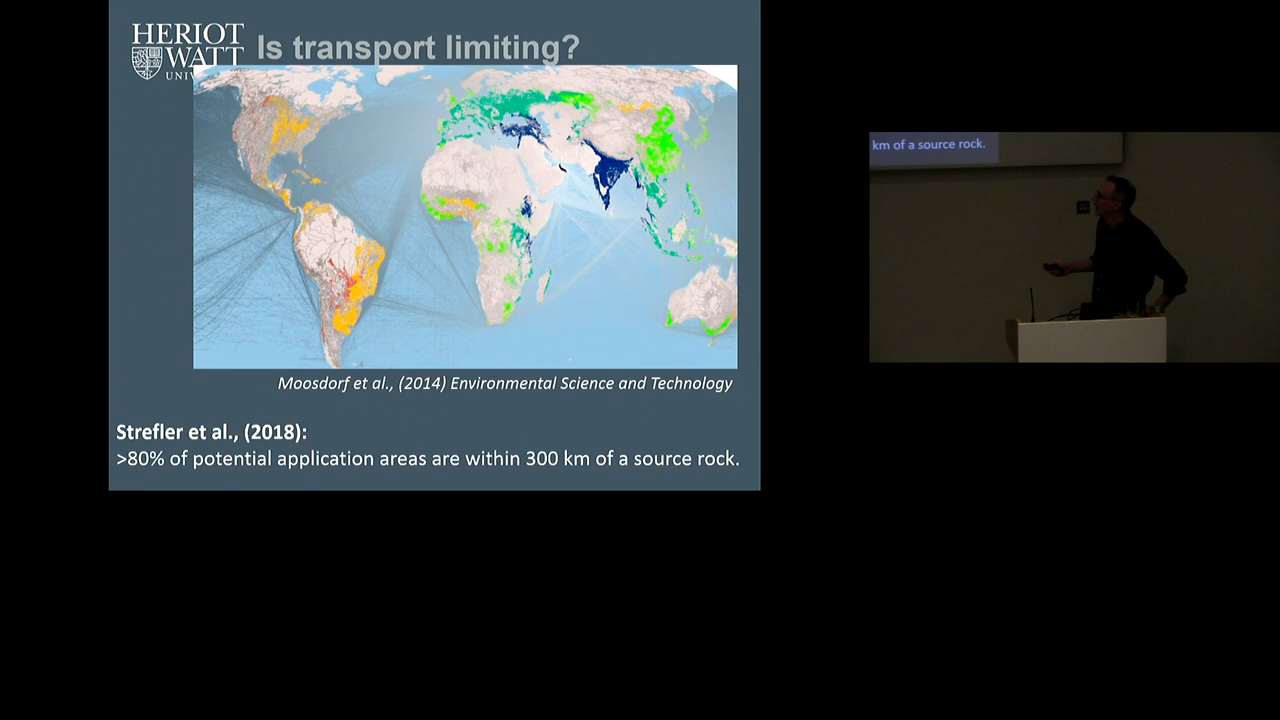 HERIOT
WATT
UNIV
Is transport limiting?
Moosdorf et al., (2014) Environmental Science and Technology
Strefler et al., (2018):
>80% of potential application areas are within 300 km of a source rock.
km of a source rock.